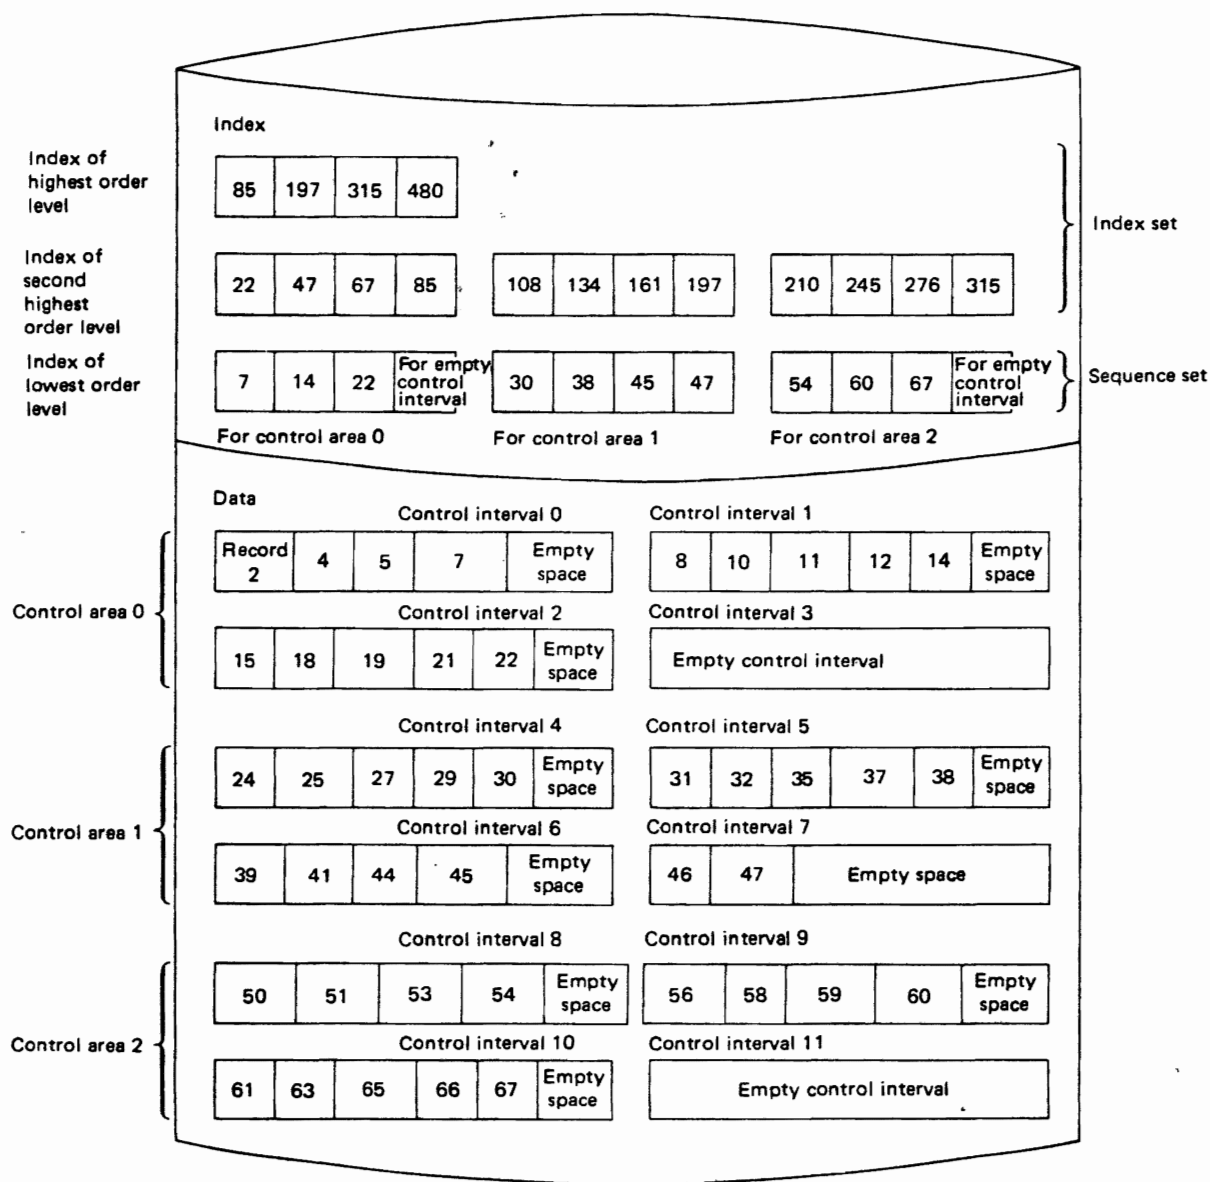 Index
Index of
highest order
level
85 197 315 480
Index set
Index of
second
highest
order level
22 47 67 85 108 134 161 197 210 245 276 315
Index of
lowest order
level
7 14 22 For empty
control
interval
30 38 45 47
54 60 67 For empty
control
interval
Sequence set
For control area 0 For control area 1 For control area 2
Data
Control interval 0 Control interval 1
Control area 0
Record
2 4 5 7 Empty
space
8 10 11 12 14 Empty
space
Control interval 2 Control interval 3
15 18 19 21 22 Empty
space
Empty control interval
Control interval 4 Control interval 5
Control area 1
24 25 27 29 30 Empty
space
31 32 35 37 38 Empty
space
Control interval 6 Control interval 7
39 41 44 45 Empty
space
46 47 Empty space
Control interval 8 Control interval 9
Control area 2
50 51 53 54 Empty
space
56 58 59 60 Empty
space
Control interval 10 Control interval 11
61 63 65 66 67 Empty
space
Empty control interval